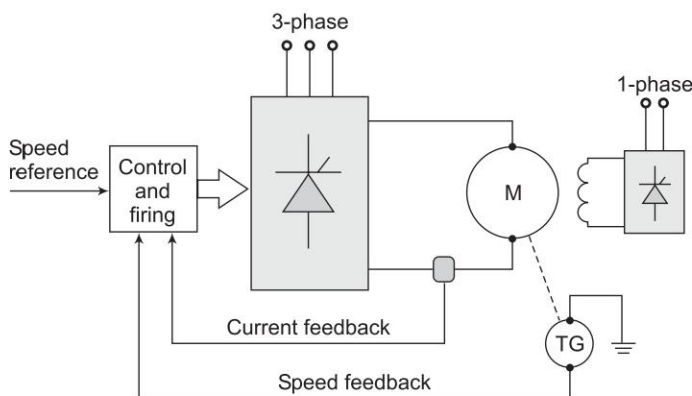 3-phase
1-phase
Speed
reference
Control
and
firing
M
Current feedback
TG
Speed feedback